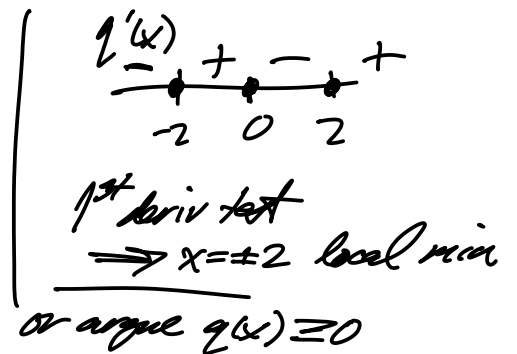 q'(x)
− + − +
-2 0 2
1st deriv test
⟹ x=±2 local min
or argue q(x) ≥ 0